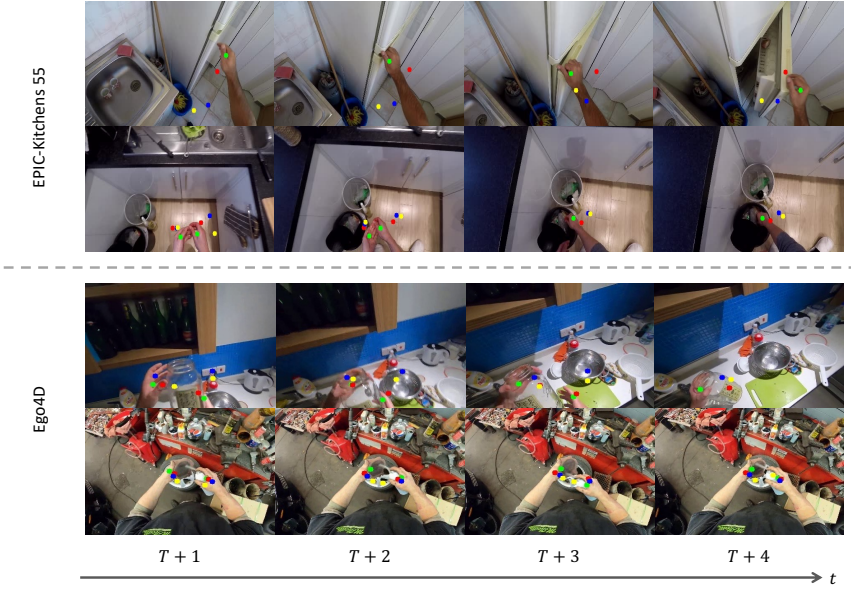 EPIC-Kitchens 55
Ego4D
T + 1
T + 2
T + 3
T + 4
t